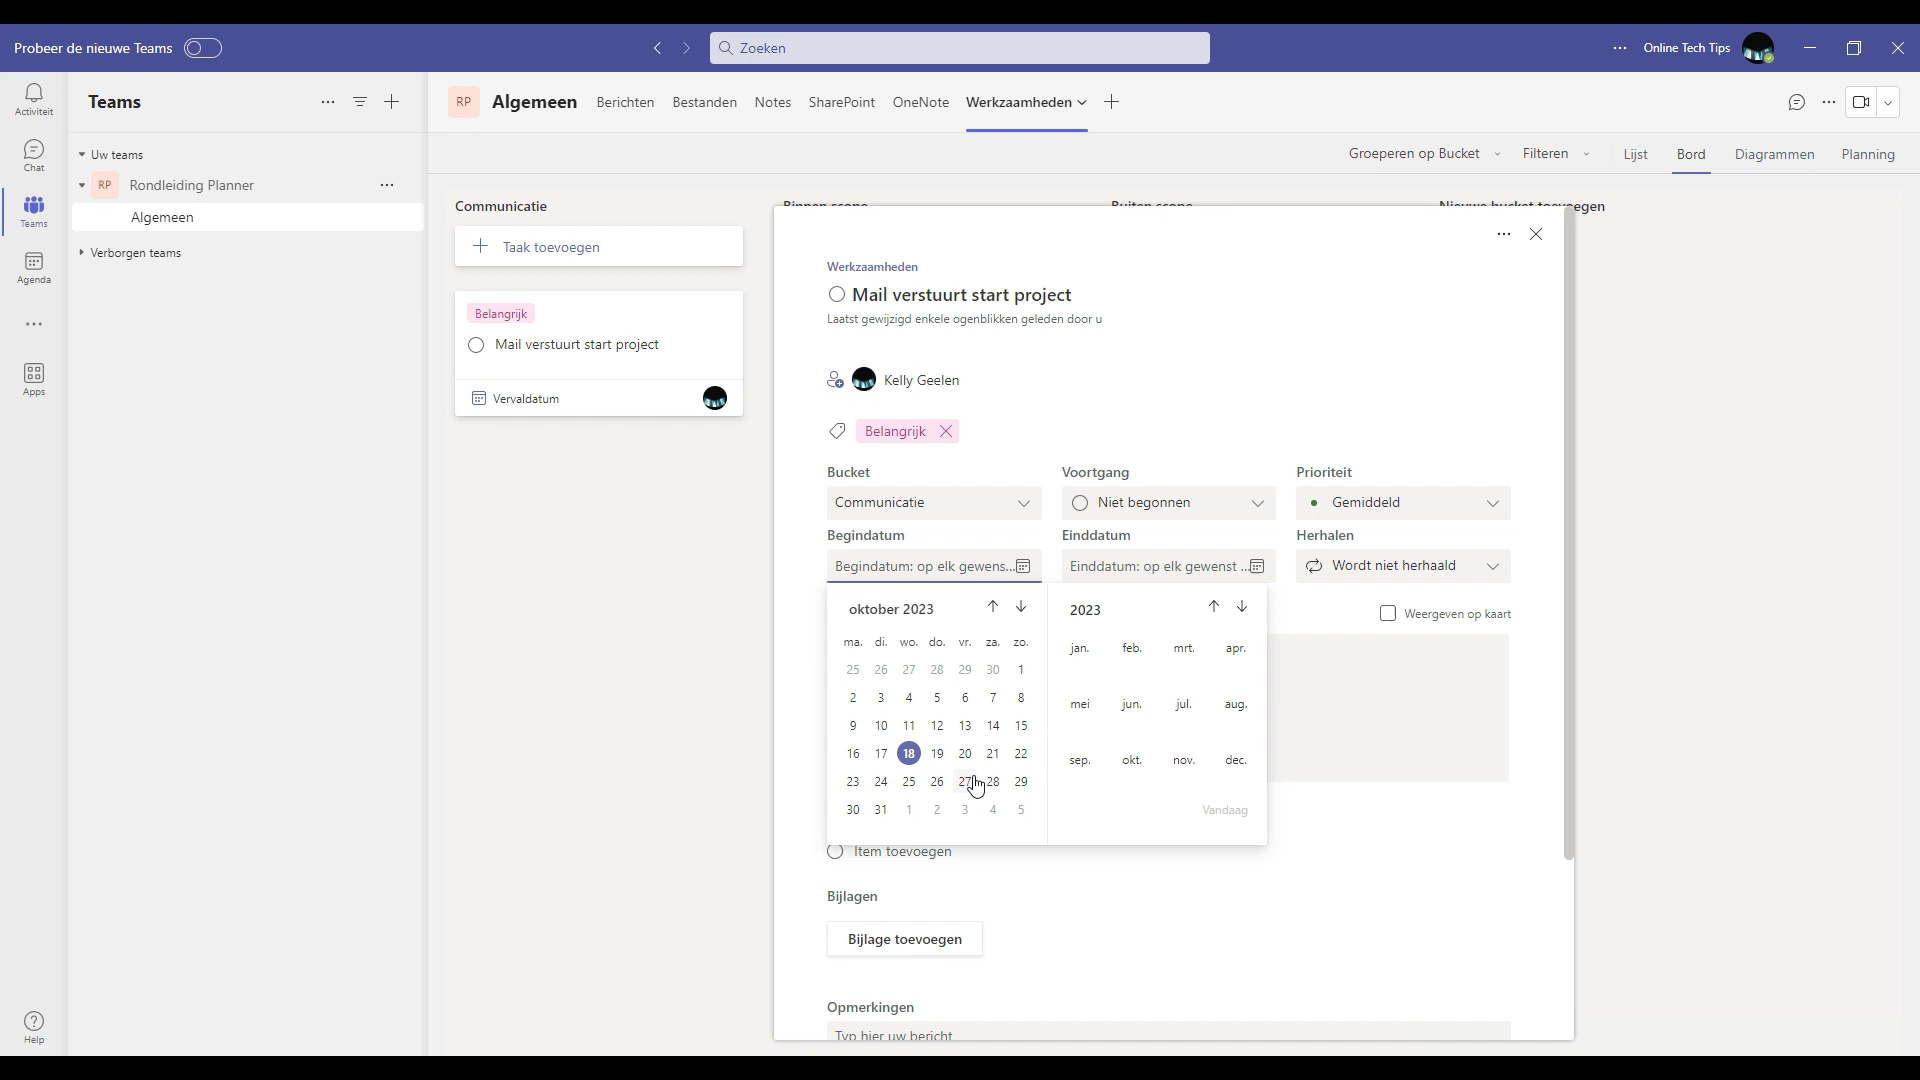 Probeer de nieuwe Teams
Zoeken
Online Tech Tips
Activiteit
Chat
Teams
Agenda
Apps
Help
Teams
Uw teams
RP Rondleiding Planner
Algemeen
Verborgen teams
RP Algemeen Berichten Bestanden Notes SharePoint OneNote Werkzaamheden
Groeperen op Bucket Filteren Lijst Bord Diagrammen Planning
Communicatie
Binnen scope
Buiten scope
Nieuwe bucket toevoegen
Taak toevoegen
Belangrijk
Mail verstuurt start project
Vervaldatum
Werkzaamheden
Mail verstuurt start project
Laatst gewijzigd enkele ogenblikken geleden door u
Kelly Geelen
Belangrijk
Bucket Voortgang Prioriteit
Communicatie Niet begonnen Gemiddeld
Begindatum Einddatum Herhalen
Begindatum: op elk gewens... Einddatum: op elk gewenst ... Wordt niet herhaald
Weergeven op kaart
oktober 2023
ma. di. wo. do. vr. za. zo.
25 26 27 28 29 30 1
2 3 4 5 6 7 8
9 10 11 12 13 14 15
16 17 18 19 20 21 22
23 24 25 26 27 28 29
30 31 1 2 3 4 5
2023
jan. feb. mrt. apr.
mei jun. jul. aug.
sep. okt. nov. dec.
Vandaag
Item toevoegen
Bijlagen
Bijlage toevoegen
Opmerkingen
Typ hier uw bericht